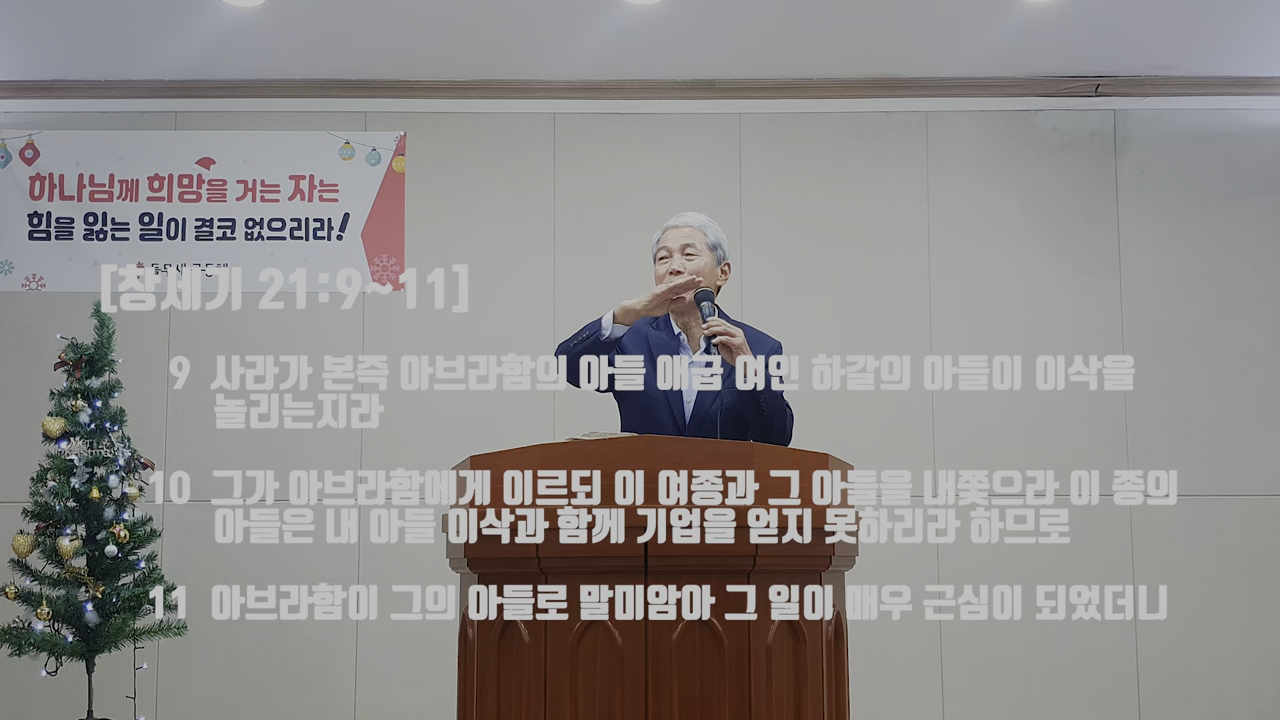 하나님께 희망을 거는 자는
힘을 잃는 일이 결코 없으리라!
[창세기 21:9~11]
9 사라가 본즉 아브라함의 아들 애굽 여인 하갈의 아들이 이삭을
놀리는지라
10 그가 아브라함에게 이르되 이 여종과 그 아들을 내쫓으라 이 종의
아들은 내 아들 이삭과 함께 기업을 얻지 못하리라 하므로
11 아브라함이 그의 아들로 말미암아 그 일이 매우 근심이 되었더니